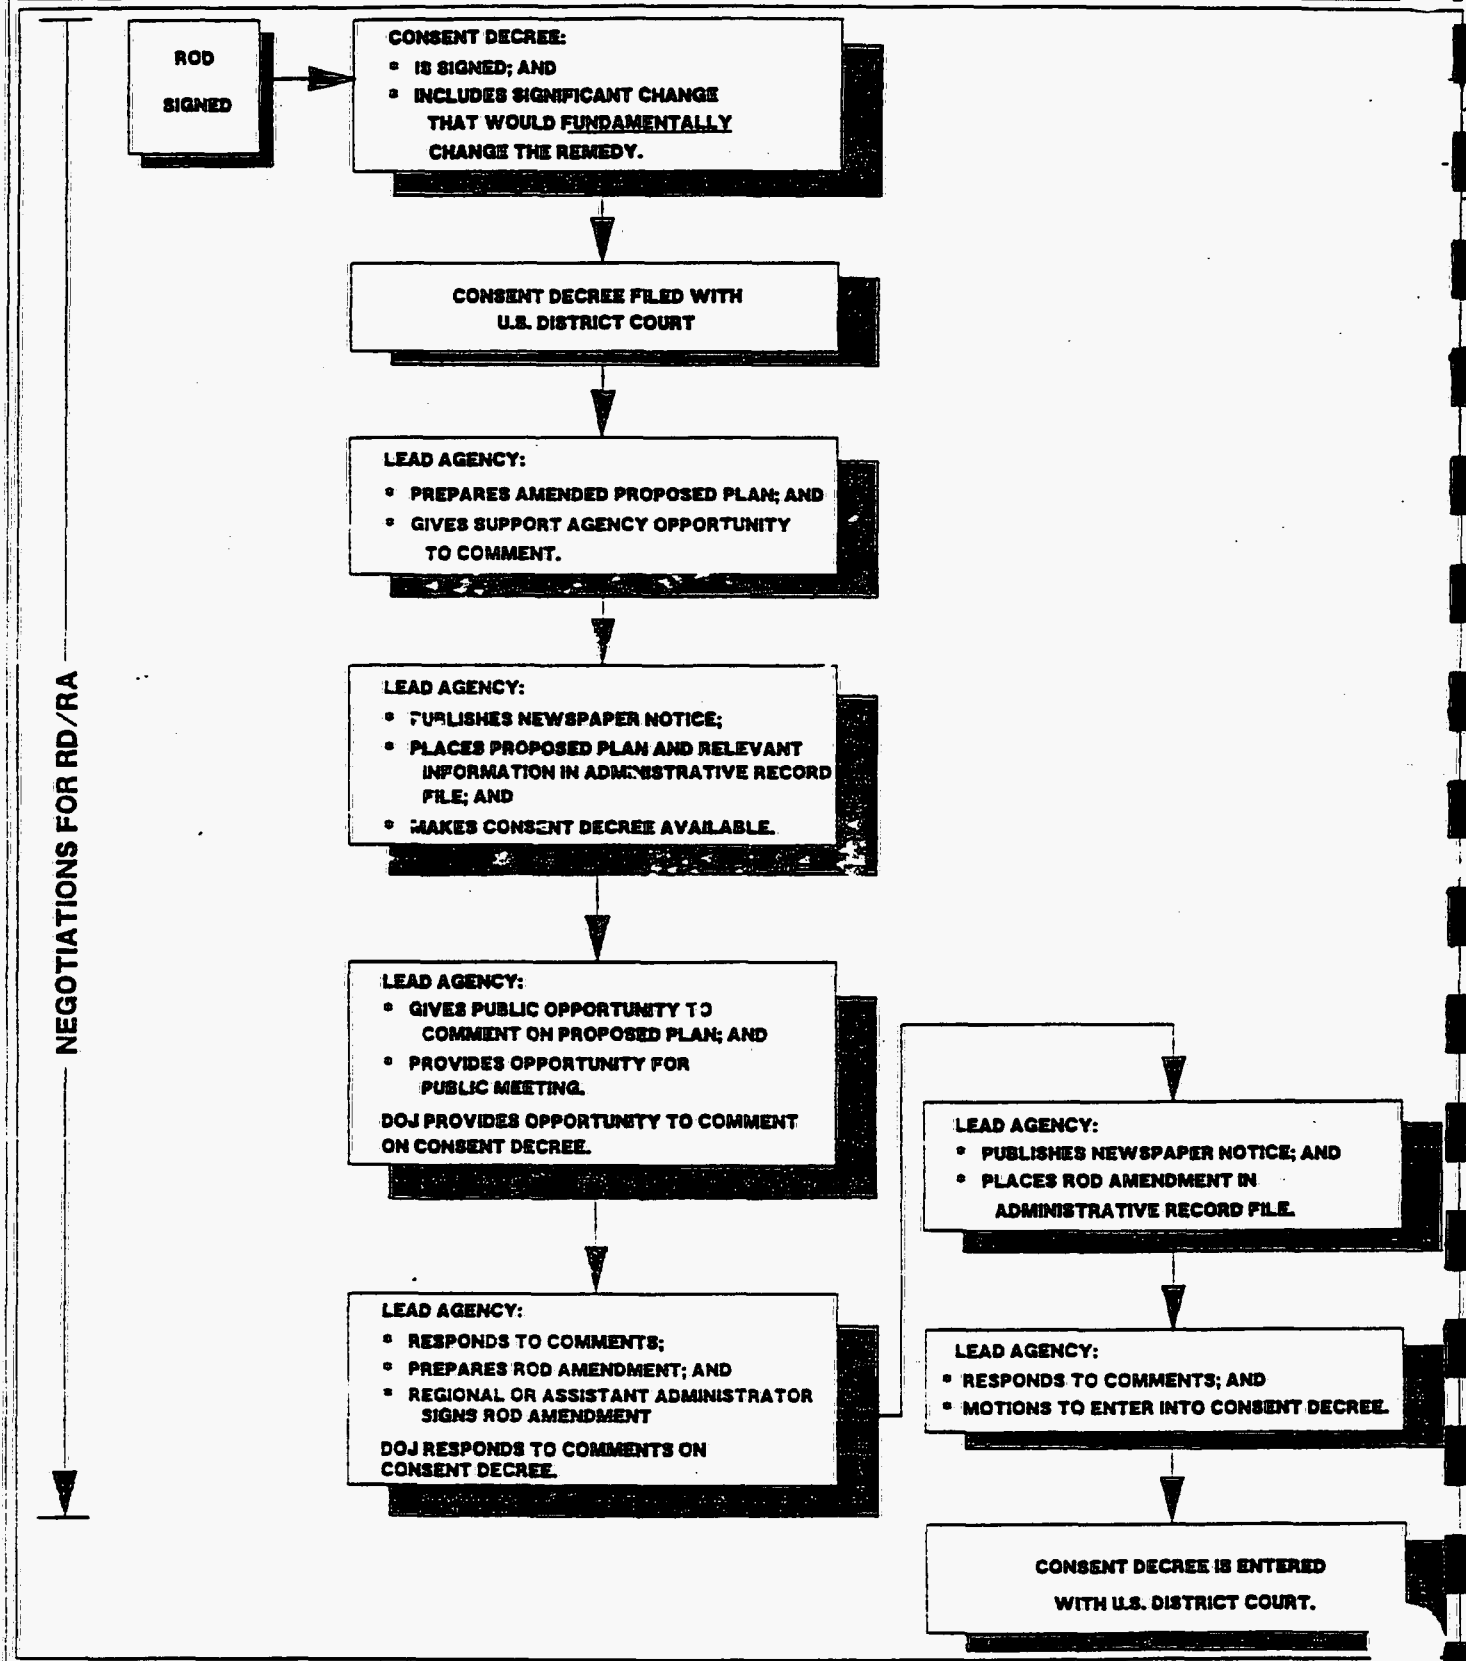 ROD
SIGNED
CONSENT DECREE:
* IS SIGNED; AND
* INCLUDES SIGNIFICANT CHANGE
THAT WOULD FUNDAMENTALLY
CHANGE THE REMEDY.
CONSENT DECREE FILED WITH
U.S. DISTRICT COURT
LEAD AGENCY:
* PREPARES AMENDED PROPOSED PLAN; AND
* GIVES SUPPORT AGENCY OPPORTUNITY
TO COMMENT.
LEAD AGENCY:
* PUBLISHES NEWSPAPER NOTICE;
* PLACES PROPOSED PLAN AND RELEVANT
INFORMATION IN ADMINISTRATIVE RECORD
FILE; AND
* MAKES CONSENT DECREE AVAILABLE.
NEGOTIATIONS FOR RD/RA
LEAD AGENCY:
* GIVES PUBLIC OPPORTUNITY TO
COMMENT ON PROPOSED PLAN; AND
* PROVIDES OPPORTUNITY FOR
PUBLIC MEETING.
DOJ PROVIDES OPPORTUNITY TO COMMENT
ON CONSENT DECREE.
LEAD AGENCY:
* RESPONDS TO COMMENTS;
* PREPARES ROD AMENDMENT; AND
* REGIONAL OR ASSISTANT ADMINISTRATOR
SIGNS ROD AMENDMENT
DOJ RESPONDS TO COMMENTS ON
CONSENT DECREE.
LEAD AGENCY:
* PUBLISHES NEWSPAPER NOTICE; AND
* PLACES ROD AMENDMENT IN
ADMINISTRATIVE RECORD FILE.
LEAD AGENCY:
* RESPONDS TO COMMENTS; AND
* MOTIONS TO ENTER INTO CONSENT DECREE.
CONSENT DECREE IS ENTERED
WITH U.S. DISTRICT COURT.